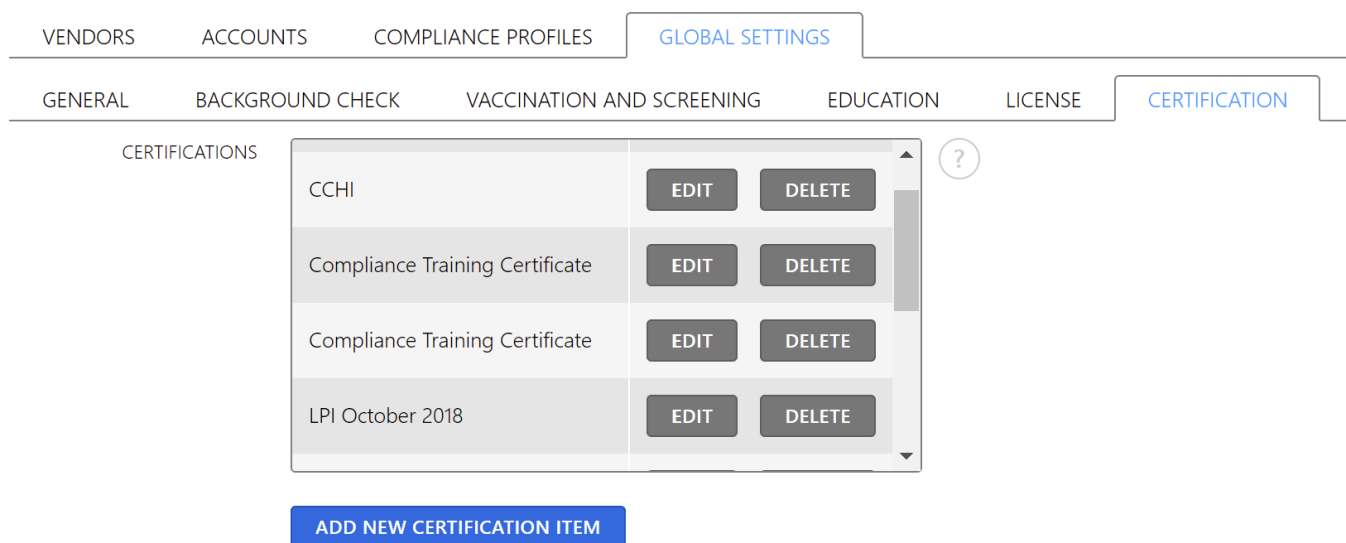 VENDORS ACCOUNTS COMPLIANCE PROFILES GLOBAL SETTINGS
GENERAL BACKGROUND CHECK VACCINATION AND SCREENING EDUCATION LICENSE CERTIFICATION
CERTIFICATIONS ?
CCHI EDIT DELETE
Compliance Training Certificate EDIT DELETE
Compliance Training Certificate EDIT DELETE
LPI October 2018 EDIT DELETE
ADD NEW CERTIFICATION ITEM